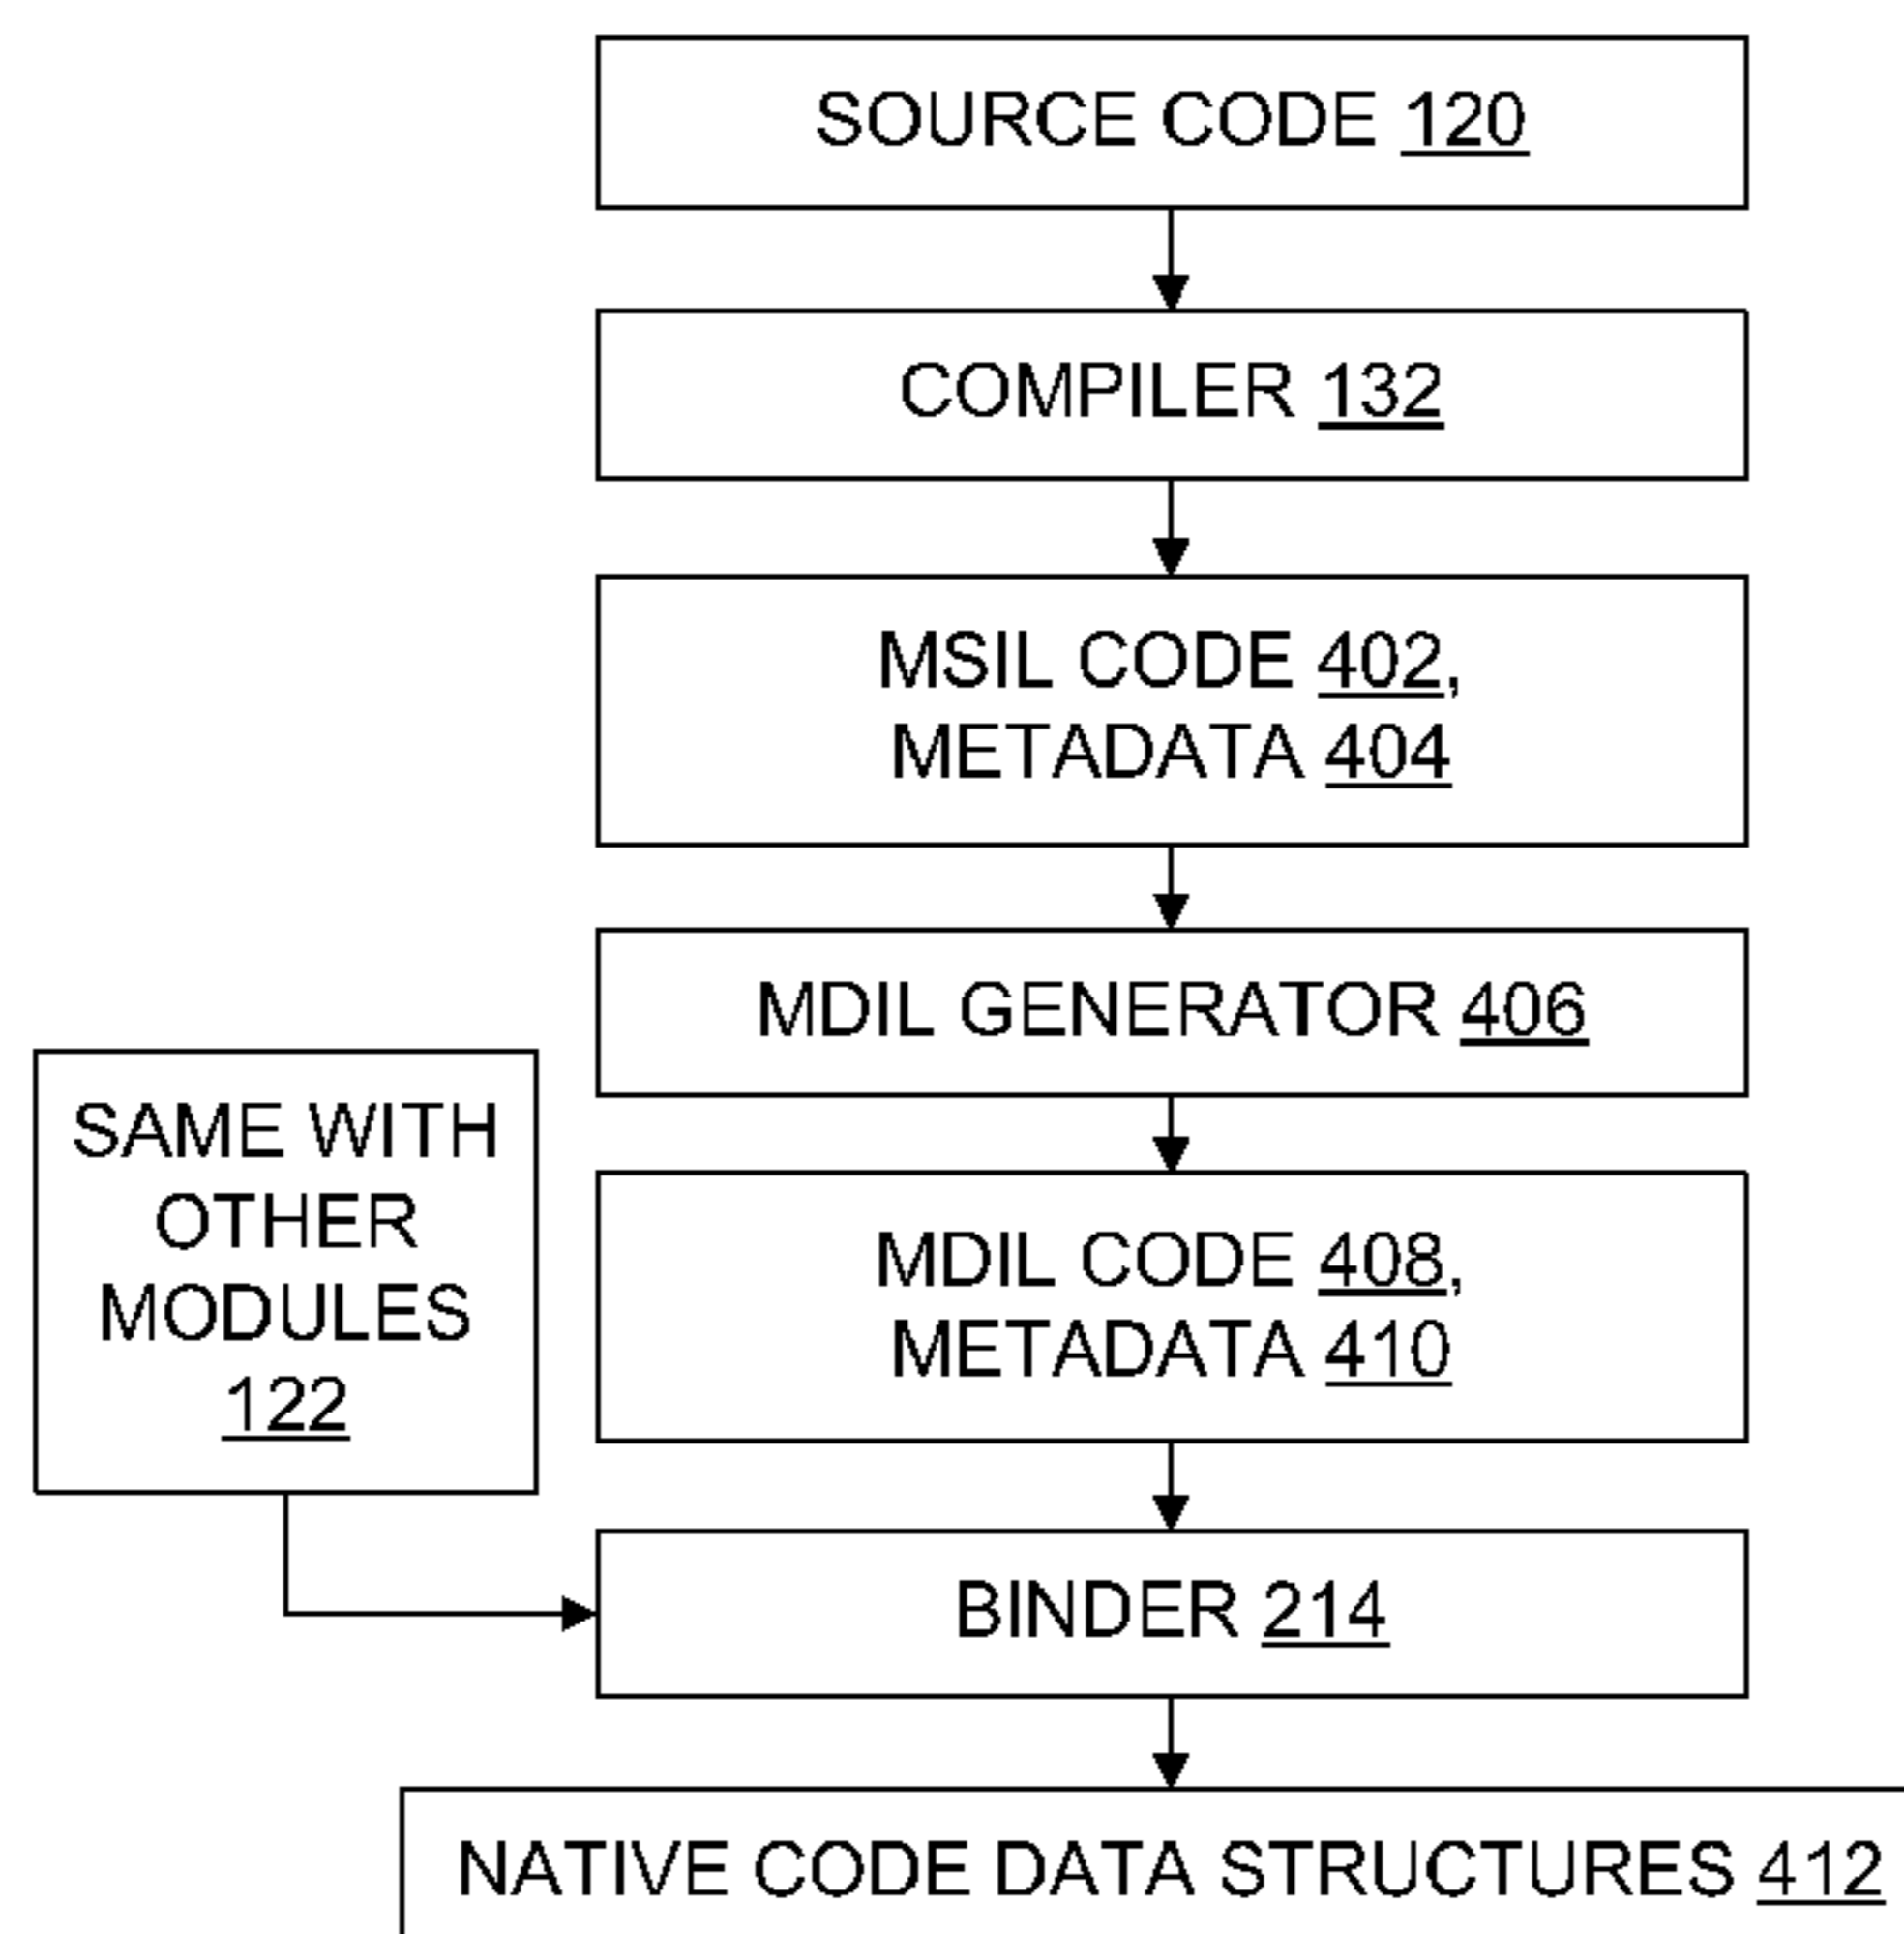 SOURCE CODE 120
COMPILER 132
MSIL CODE 402,
METADATA 404
MDIL GENERATOR 406
SAME WITH
OTHER
MODULES
122
MDIL CODE 408,
METADATA 410
BINDER 214
NATIVE CODE DATA STRUCTURES 412